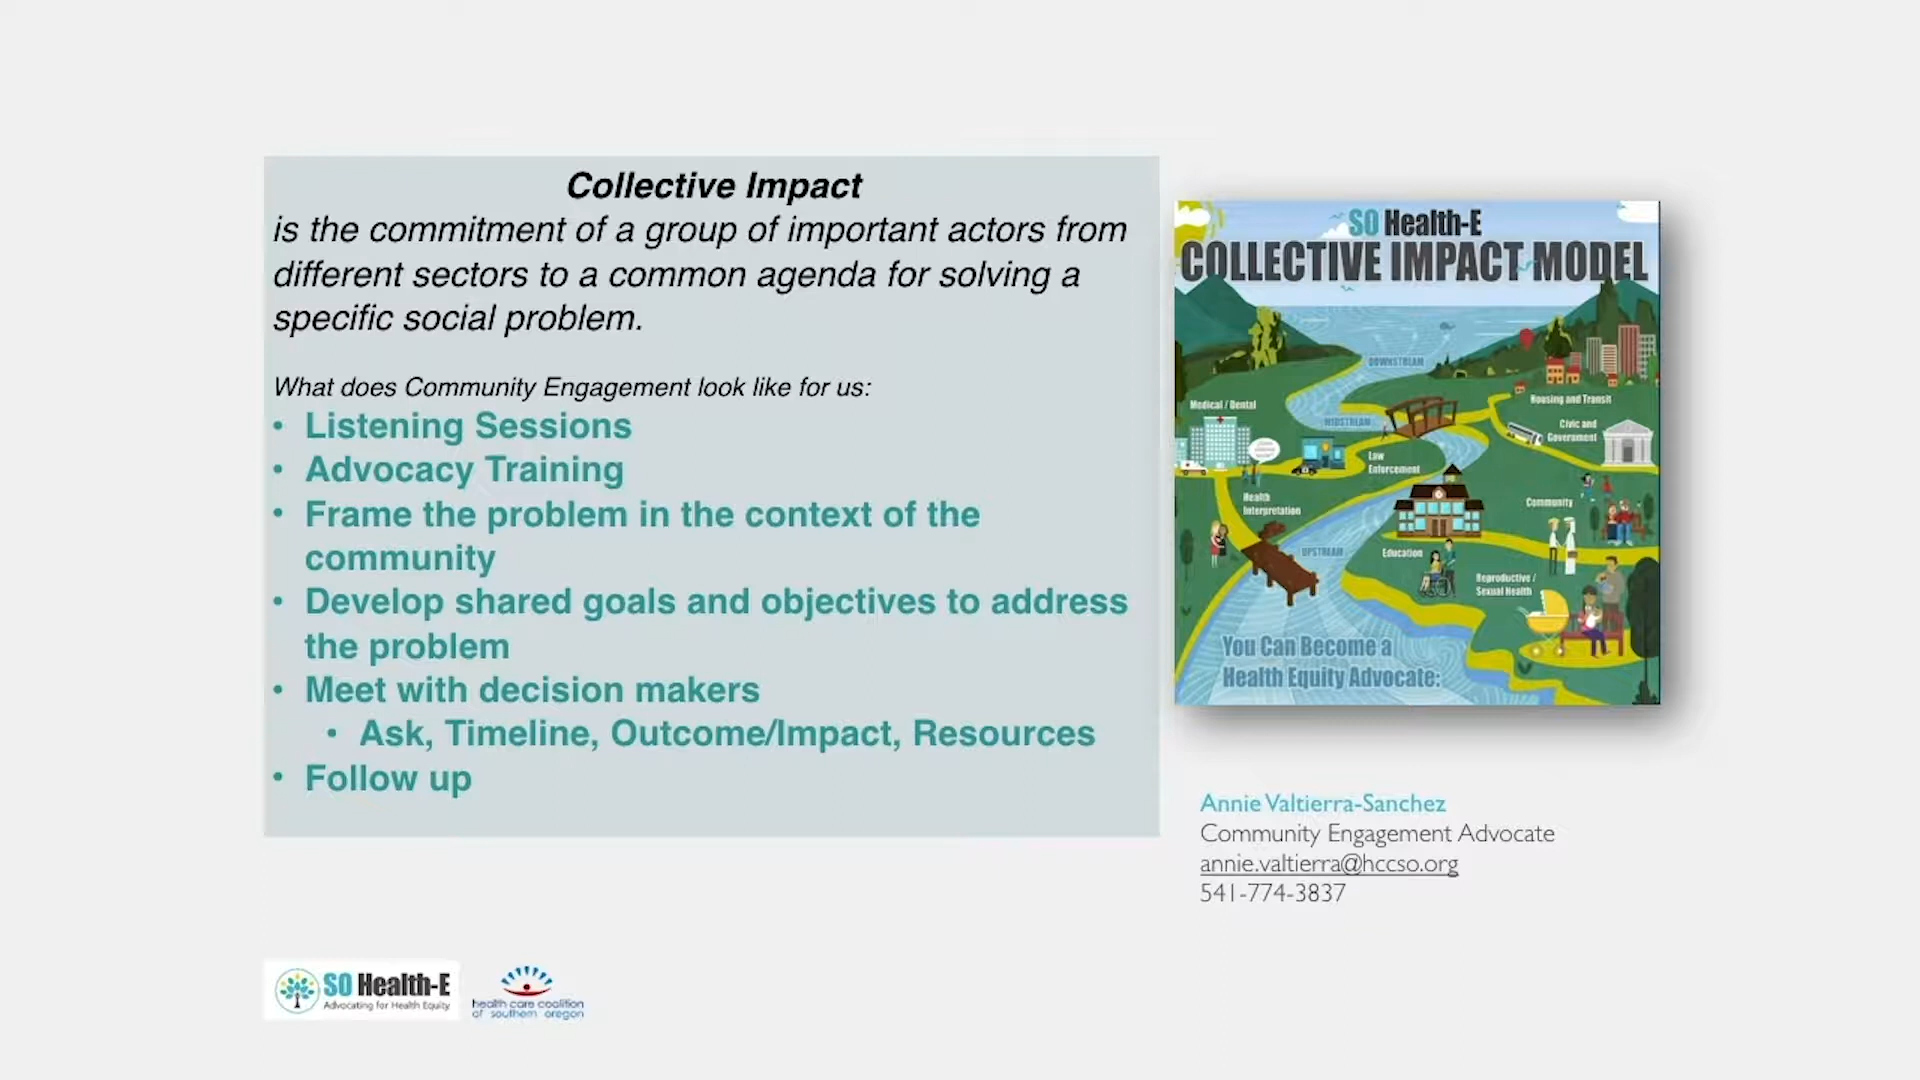 Collective Impact
is the commitment of a group of important actors from
different sectors to a common agenda for solving a
specific social problem.
What does Community Engagement look like for us:
• Listening Sessions
• Advocacy Training
• Frame the problem in the context of the
community
• Develop shared goals and objectives to address
the problem
• Meet with decision makers
• Ask, Timeline, Outcome/Impact, Resources
• Follow up
SO Health-E
COLLECTIVE IMPACT MODEL
DOWNSTREAM
Medical / Dental
Housing and Transit
MIDSTREAM
Civic and
Government
Law
Enforcement
Health
Interpretation
Community
UPSTREAM
Education
Reproductive /
Sexual Health
You Can Become a
Health Equity Advocate:
Annie Valtierra-Sanchez
Community Engagement Advocate
annie.valtierra@hccso.org
541-774-3837
SO Health-E
Advocating for Health Equity
health care coalition
of southern oregon